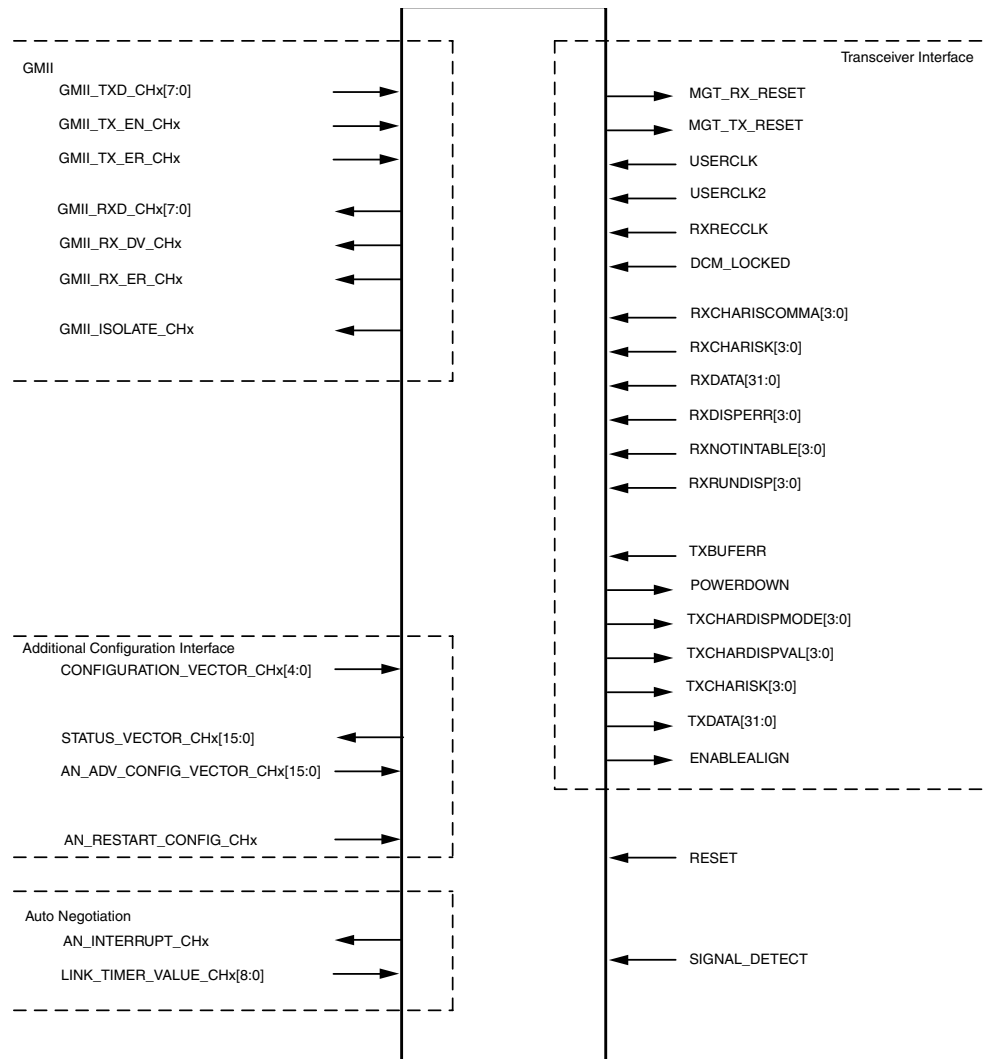 GMII
GMII_TXD_CHx[7:0]
GMII_TX_EN_CHx
GMII_TX_ER_CHx
GMII_RXD_CHx[7:0]
GMII_RX_DV_CHx
GMII_RX_ER_CHx
GMII_ISOLATE_CHx
Additional Configuration Interface
CONFIGURATION_VECTOR_CHx[4:0]
STATUS_VECTOR_CHx[15:0]
AN_ADV_CONFIG_VECTOR_CHx[15:0]
AN_RESTART_CONFIG_CHx
Auto Negotiation
AN_INTERRUPT_CHx
LINK_TIMER_VALUE_CHx[8:0]
Transceiver Interface
MGT_RX_RESET
MGT_TX_RESET
USERCLK
USERCLK2
RXRECCLK
DCM_LOCKED
RXCHARISCOMMA[3:0]
RXCHARISK[3:0]
RXDATA[31:0]
RXDISPERR[3:0]
RXNOTINTABLE[3:0]
RXRUNDISP[3:0]
TXBUFERR
POWERDOWN
TXCHARDISPMODE[3:0]
TXCHARDISPVAL[3:0]
TXCHARISK[3:0]
TXDATA[31:0]
ENABLEALIGN
RESET
SIGNAL_DETECT